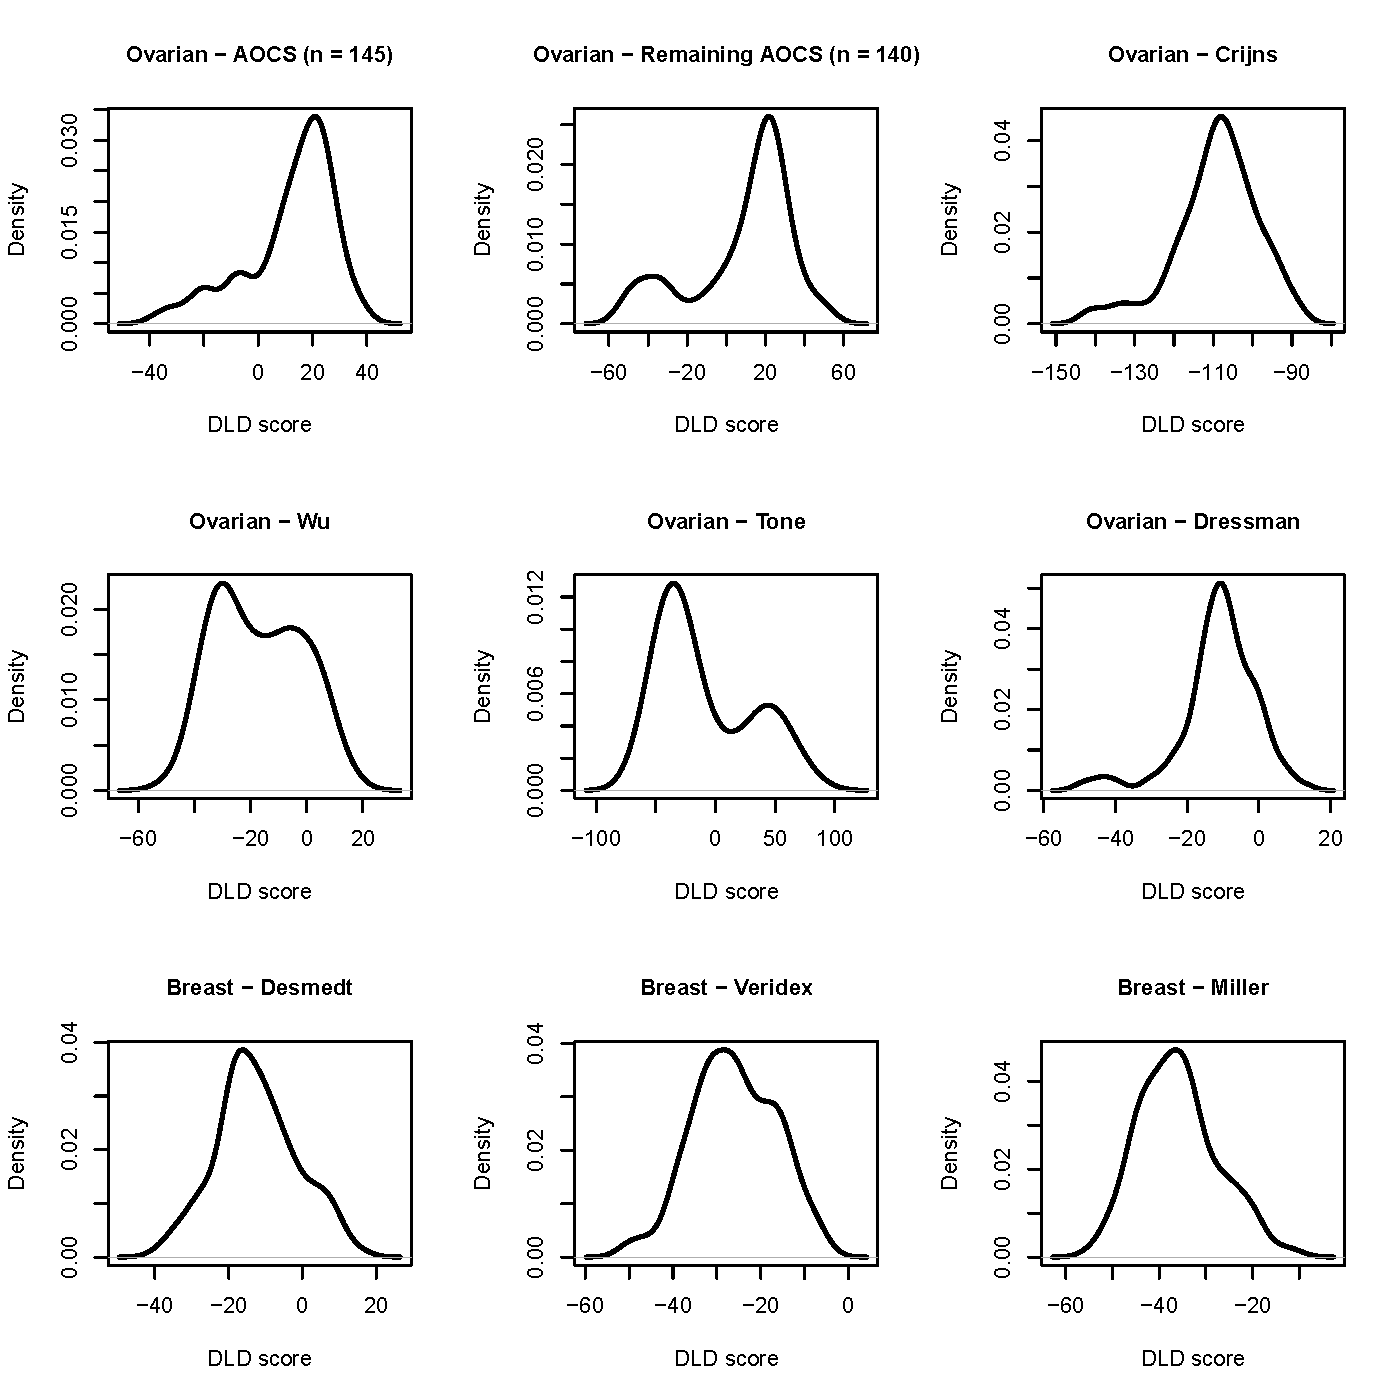 Ovarian − AOCS (n = 145)
Density
0.000 0.015 0.030
−40 0 20 40
DLD score
Ovarian − Remaining AOCS (n = 140)
Density
0.000 0.010 0.020
−60 −20 20 60
DLD score
Ovarian − Crijns
Density
0.00 0.02 0.04
−150 −130 −110 −90
DLD score
Ovarian − Wu
Density
0.000 0.010 0.020
−60 −20 0 20
DLD score
Ovarian − Tone
Density
0.000 0.006 0.012
−100 0 50 100
DLD score
Ovarian − Dressman
Density
0.00 0.02 0.04
−60 −40 −20 0 20
DLD score
Breast − Desmedt
Density
0.00 0.02 0.04
−40 −20 0 20
DLD score
Breast − Veridex
Density
0.00 0.02 0.04
−60 −40 −20 0
DLD score
Breast − Miller
Density
0.00 0.02 0.04
−60 −40 −20
DLD score